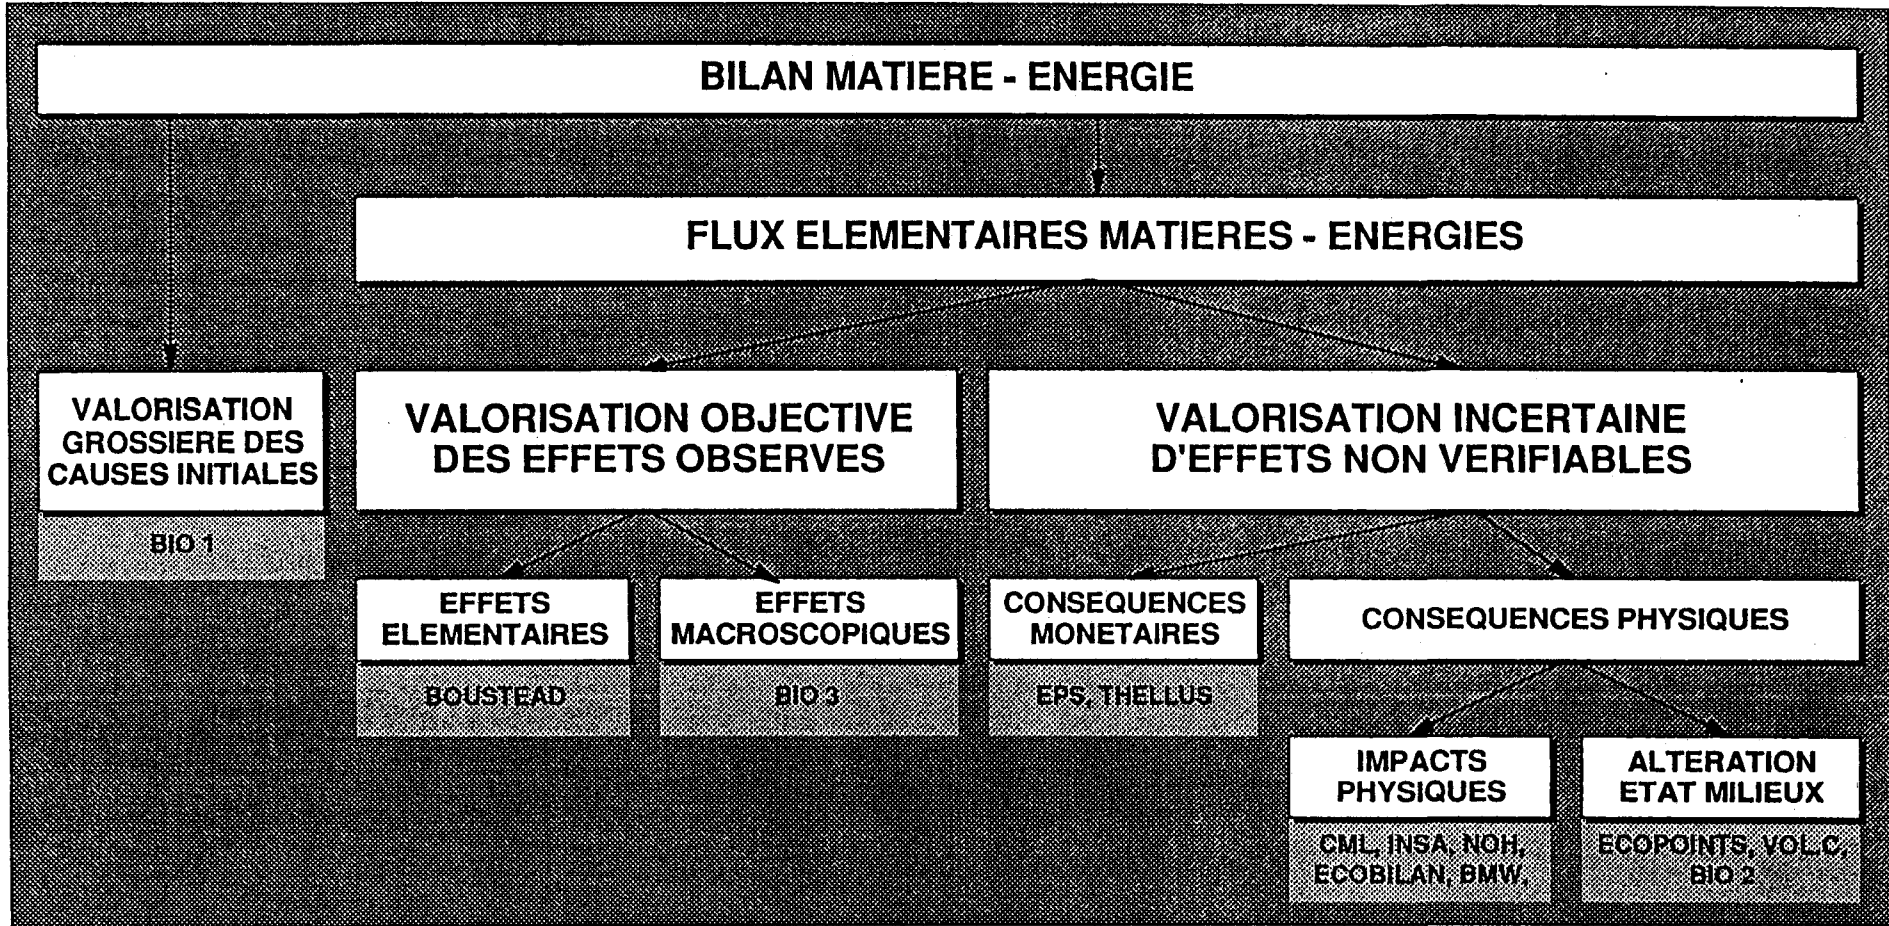 BILAN MATIERE - ENERGIE
FLUX ELEMENTAIRES MATIERES - ENERGIES
VALORISATION
GROSSIERE DES
CAUSES INITIALES
BIO 1
VALORISATION OBJECTIVE
DES EFFETS OBSERVES
VALORISATION INCERTAINE
D'EFFETS NON VERIFIABLES
EFFETS
ELEMENTAIRES
BOUSTEAD
EFFETS
MACROSCOPIQUES
BIO 3
CONSEQUENCES
MONETAIRES
EPS, THELLUS
CONSEQUENCES PHYSIQUES
IMPACTS
PHYSIQUES
CML, INSA, NOH,
ECOBILAN, BMW,
ALTERATION
ETAT MILIEUX
ECOPOINTS, VOL.C,
BIO 2